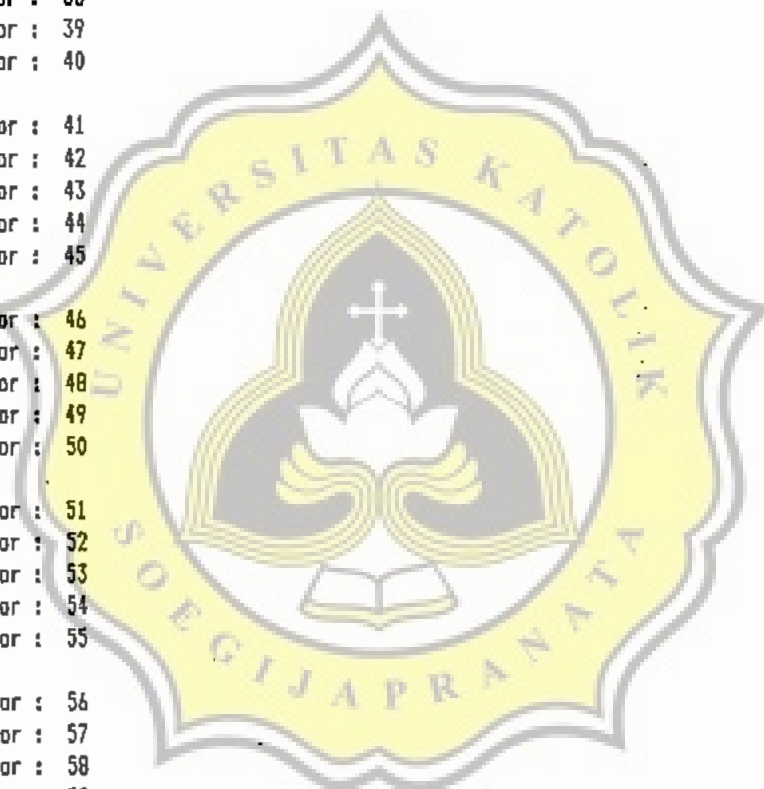 or : 39
or : 40
or : 41
or : 42
or : 43
or : 44
or : 45
or : 46
or : 47
or : 48
or : 49
or : 50
or : 51
or : 52
or : 53
or : 54
or : 55
or : 56
or : 57
or : 58
UNIVERSITAS KATOLIK
SOEGIJAPRANATA